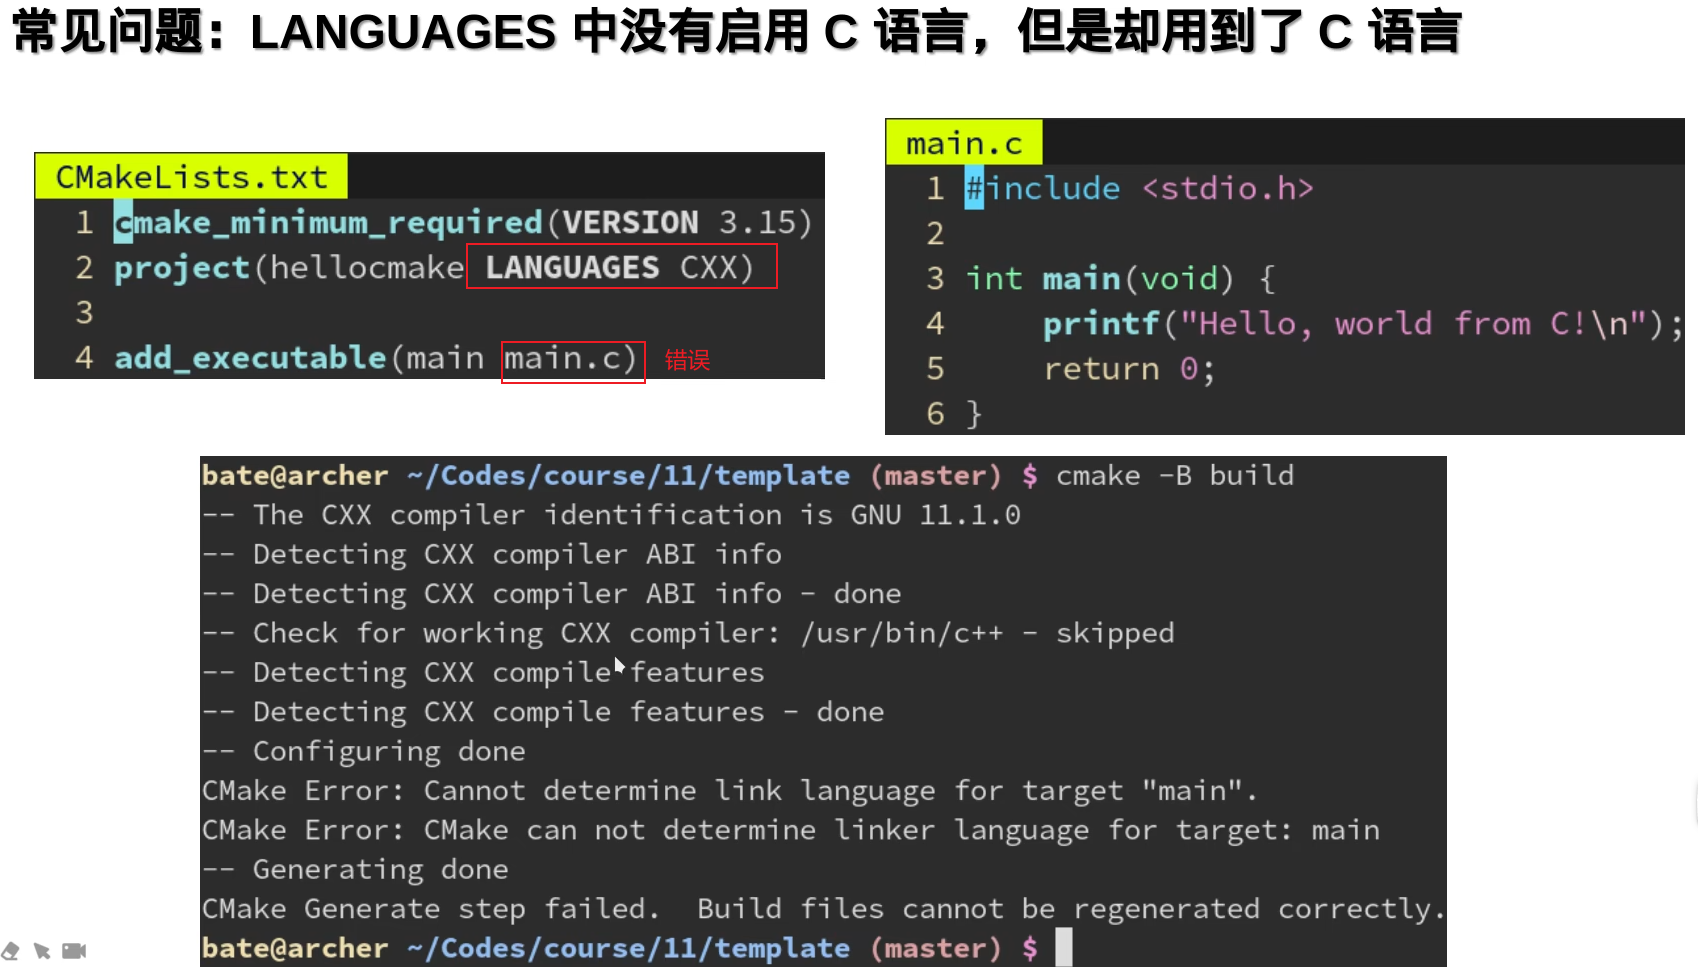 常见问题：LANGUAGES 中没有启用 C 语言，但是却用到了 C 语言
CMakeLists.txt
1 cmake_minimum_required(VERSION 3.15)
2 project(hellocmake LANGUAGES CXX)
3
4 add_executable(main main.c) 错误
main.c
1 #include <stdio.h>
2
3 int main(void) {
4     printf("Hello, world from C!\n");
5     return 0;
6 }
bate@archer ~/Codes/course/11/template (master) $ cmake -B build
-- The CXX compiler identification is GNU 11.1.0
-- Detecting CXX compiler ABI info
-- Detecting CXX compiler ABI info - done
-- Check for working CXX compiler: /usr/bin/c++ - skipped
-- Detecting CXX compile features
-- Detecting CXX compile features - done
-- Configuring done
CMake Error: Cannot determine link language for target "main".
CMake Error: CMake can not determine linker language for target: main
-- Generating done
CMake Generate step failed.  Build files cannot be regenerated correctly.
bate@archer ~/Codes/course/11/template (master) $